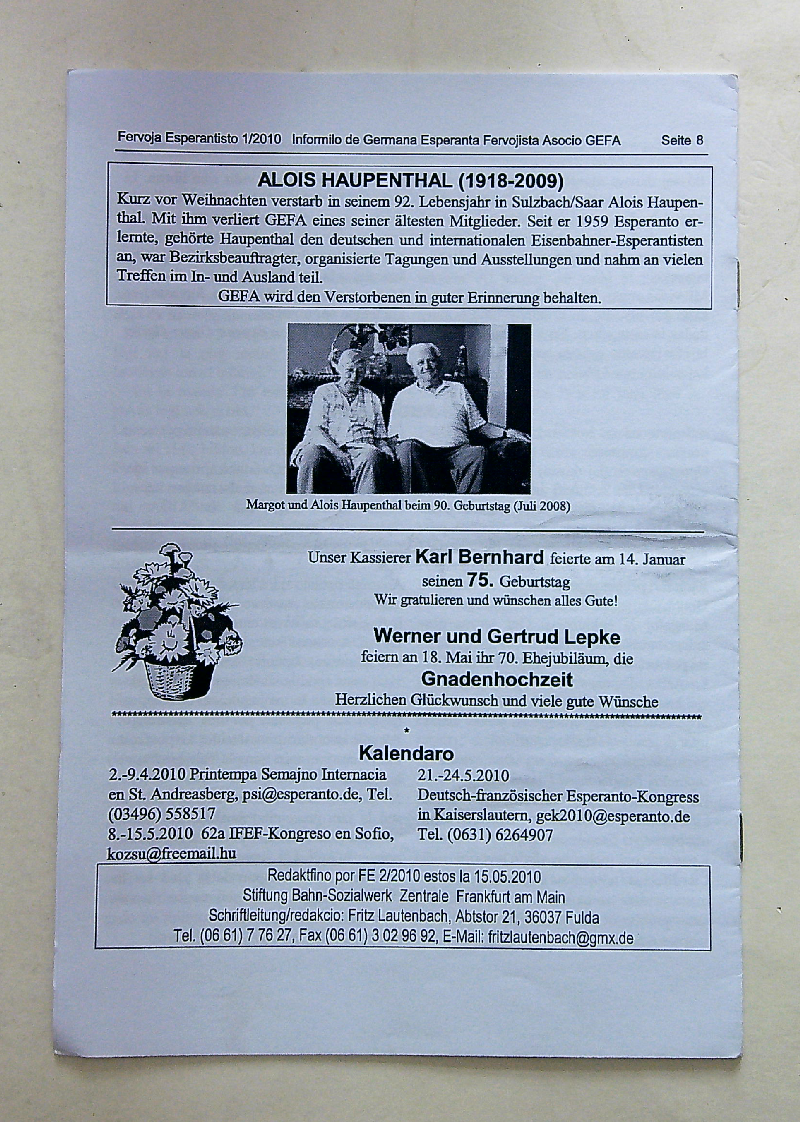 Fervoja Esperantisto 1/2010 Informilo de Germana Esperanta Fervojista Asocio GEFA Seite 8
ALOIS HAUPENTHAL (1918-2009)
Kurz vor Weihnachten verstarb in seinem 92. Lebensjahr in Sulzbach/Saar Alois Haupen-
thal. Mit ihm verliert GEFA eines seiner ältesten Mitglieder. Seit er 1959 Esperanto er-
lernte, gehörte Haupenthal den deutschen und internationalen Eisenbahner-Esperantisten
an, war Bezirksbeauftragter, organisierte Tagungen und Ausstellungen und nahm an vielen
Treffen im In- und Ausland teil.
GEFA wird den Verstorbenen in guter Erinnerung behalten.
Margot und Alois Haupenthal beim 90. Geburtstag (Juli 2008)
Unser Kassierer Karl Bernhard feierte am 14. Januar
seinen 75. Geburtstag
Wir gratulieren und wünschen alles Gute!
Werner und Gertrud Lepke
feiern an 18. Mai ihr 70. Ehejubiläum, die
Gnadenhochzeit
Herzlichen Glückwunsch und viele gute Wünsche
*
Kalendaro
2.-9.4.2010 Printempa Semajno Internacia
en St. Andreasberg, psi@esperanto.de, Tel.
(03496) 558517
8.-15.5.2010 62a IFEF-Kongreso en Sofio,
kozsu@freemail.hu
21.-24.5.2010
Deutsch-französischer Esperanto-Kongress
in Kaiserslautern, gek2010@esperanto.de
Tel. (0631) 6264907
Redaktfino por FE 2/2010 estos la 15.05.2010
Stiftung Bahn-Sozialwerk Zentrale Frankfurt am Main
Schriftleitung/redakcio: Fritz Lautenbach, Abtstor 21, 36037 Fulda
Tel. (06 61) 7 76 27, Fax (06 61) 3 02 96 92, E-Mail: fritzlautenbach@gmx.de